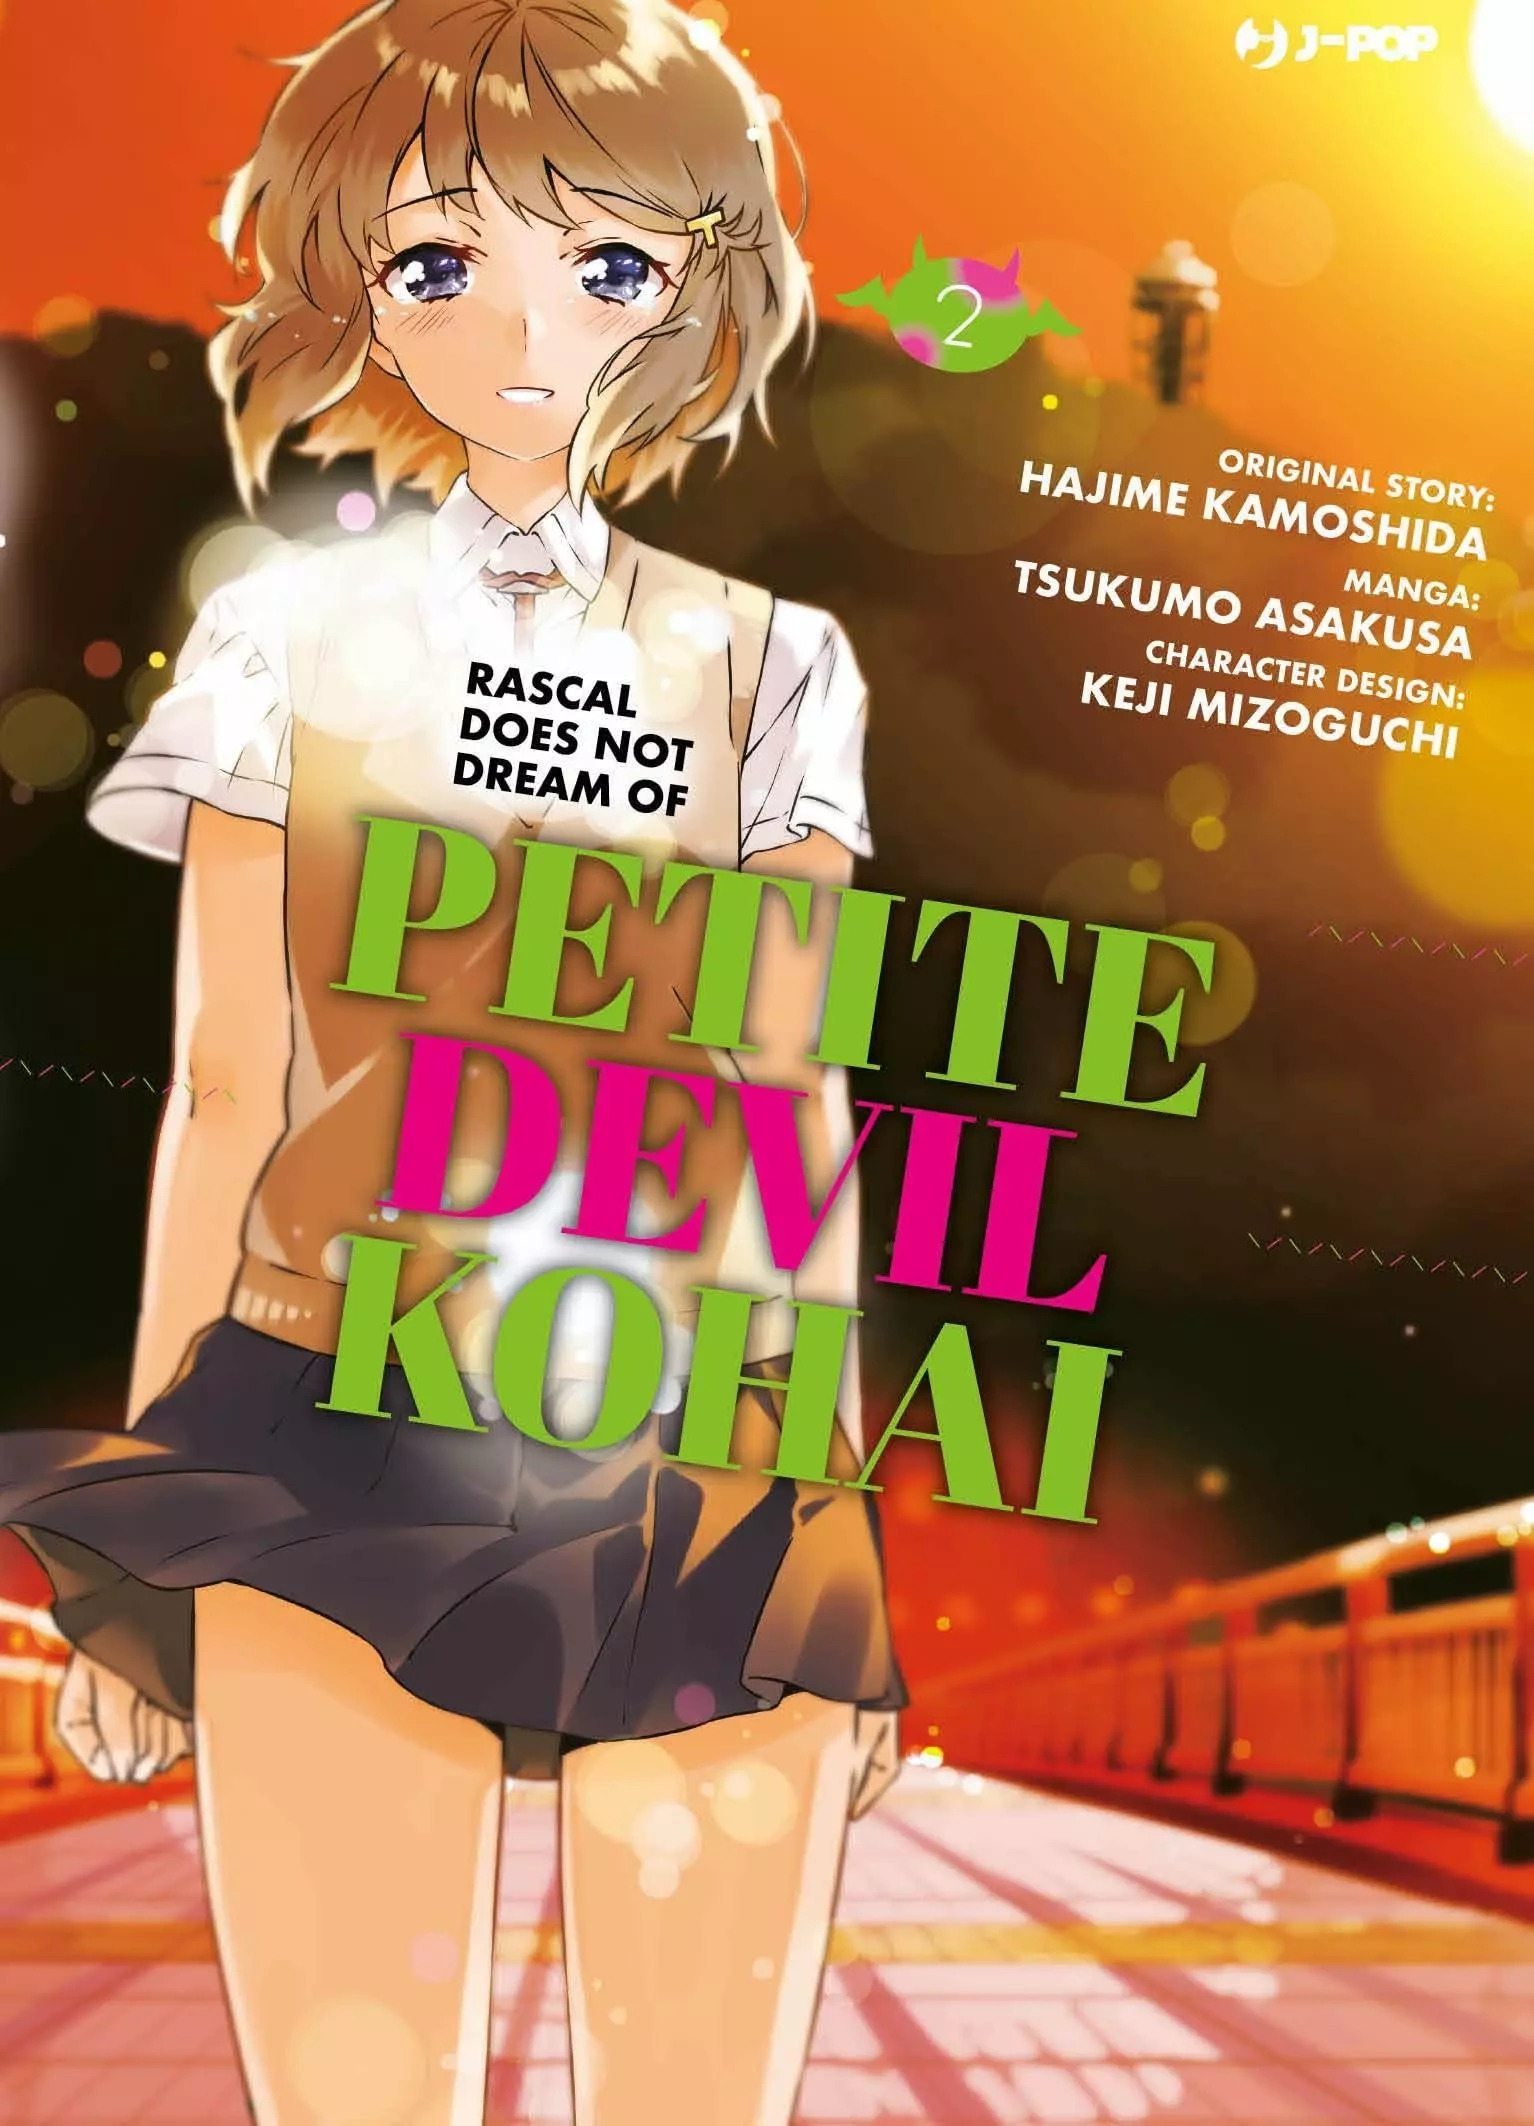 J-POP
2
ORIGINAL STORY:
HAJIME KAMOSHIDA
MANGA:
TSUKUMO ASAKUSA
CHARACTER DESIGN:
KEJI MIZOGUCHI
RASCAL
DOES NOT
DREAM OF
PETITE
DEVIL
KOHAI